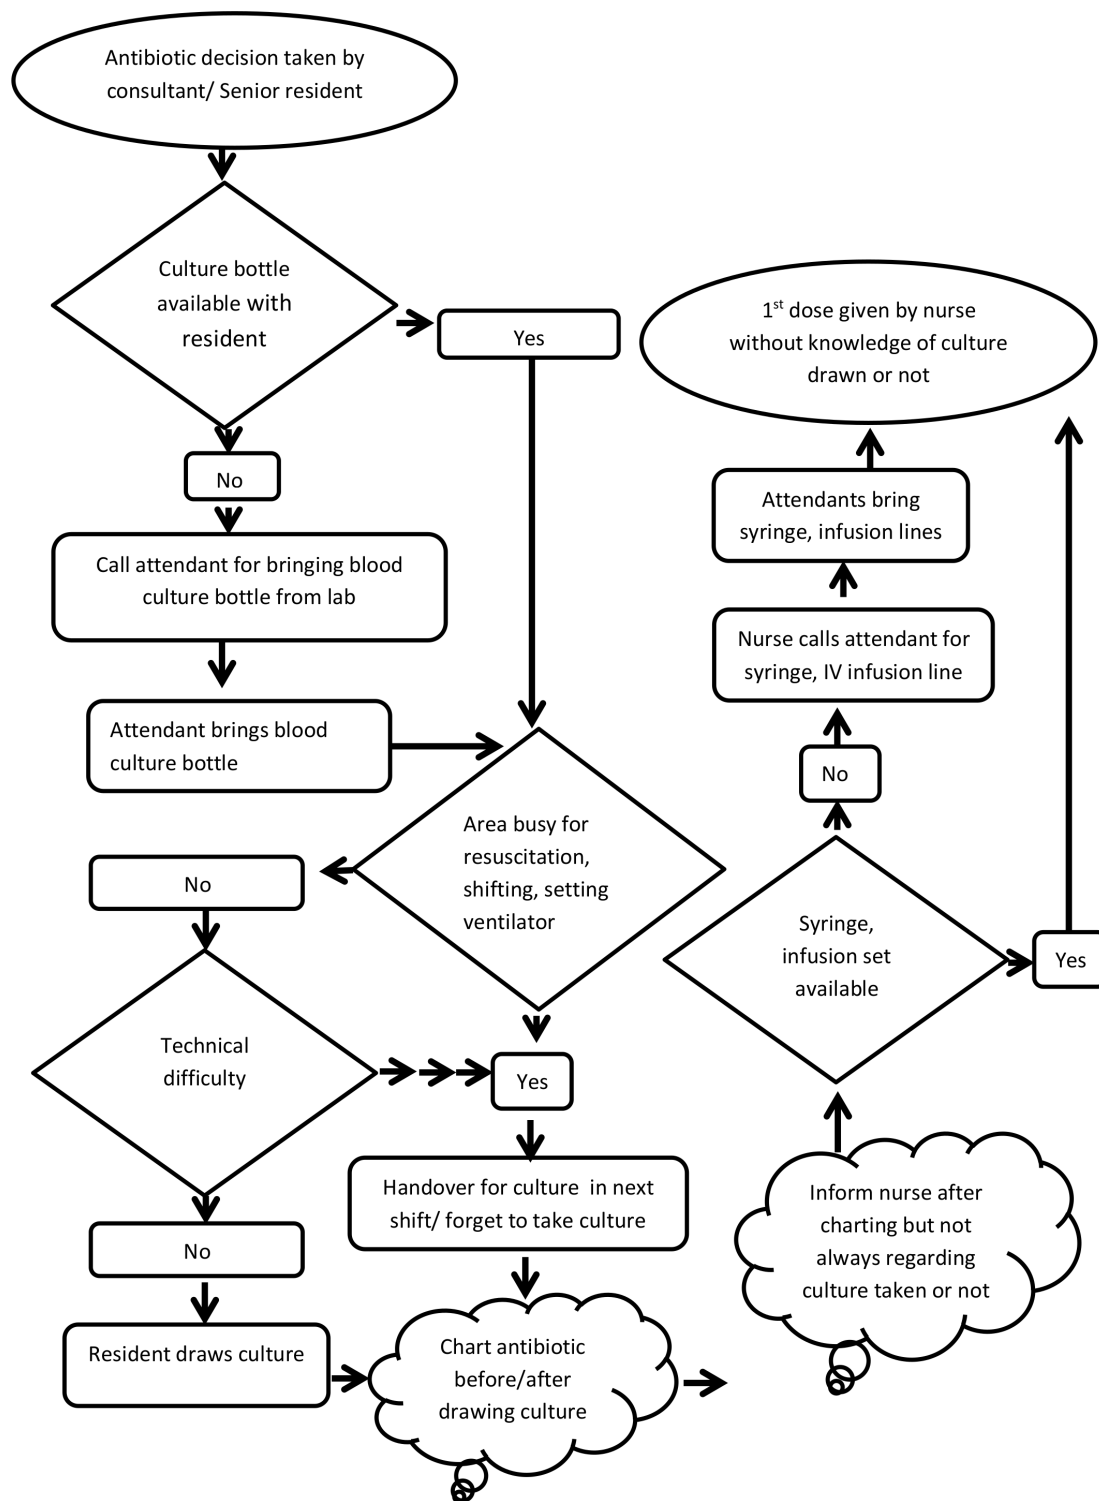 Antibiotic decision taken by
consultant/ Senior resident
Culture bottle
available with
resident
Yes
No
Call attendant for bringing blood
culture bottle from lab
Attendant brings blood
culture bottle
Area busy for
resuscitation,
shifting, setting
ventilator
No
Technical
difficulty
Yes
Handover for culture in next
shift/ forget to take culture
No
Resident draws culture
Chart antibiotic
before/after
drawing culture
Inform nurse after
charting but not
always regarding
culture taken or not
Syringe,
infusion set
available
Yes
No
Nurse calls attendant for
syringe, IV infusion line
Attendants bring
syringe, infusion lines
1st dose given by nurse
without knowledge of culture
drawn or not